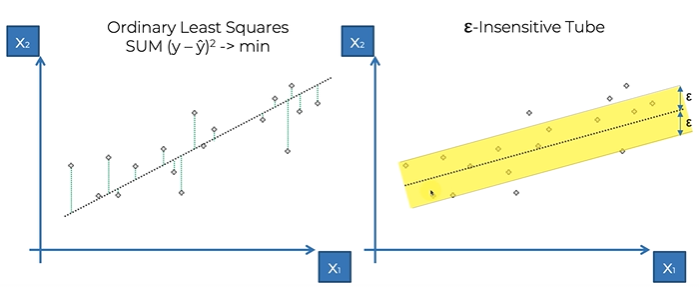 Ordinary Least Squares
SUM (y – ŷ)² -> min
X₂
X₁
ε-Insensitive Tube
X₂
ε
ε
X₁